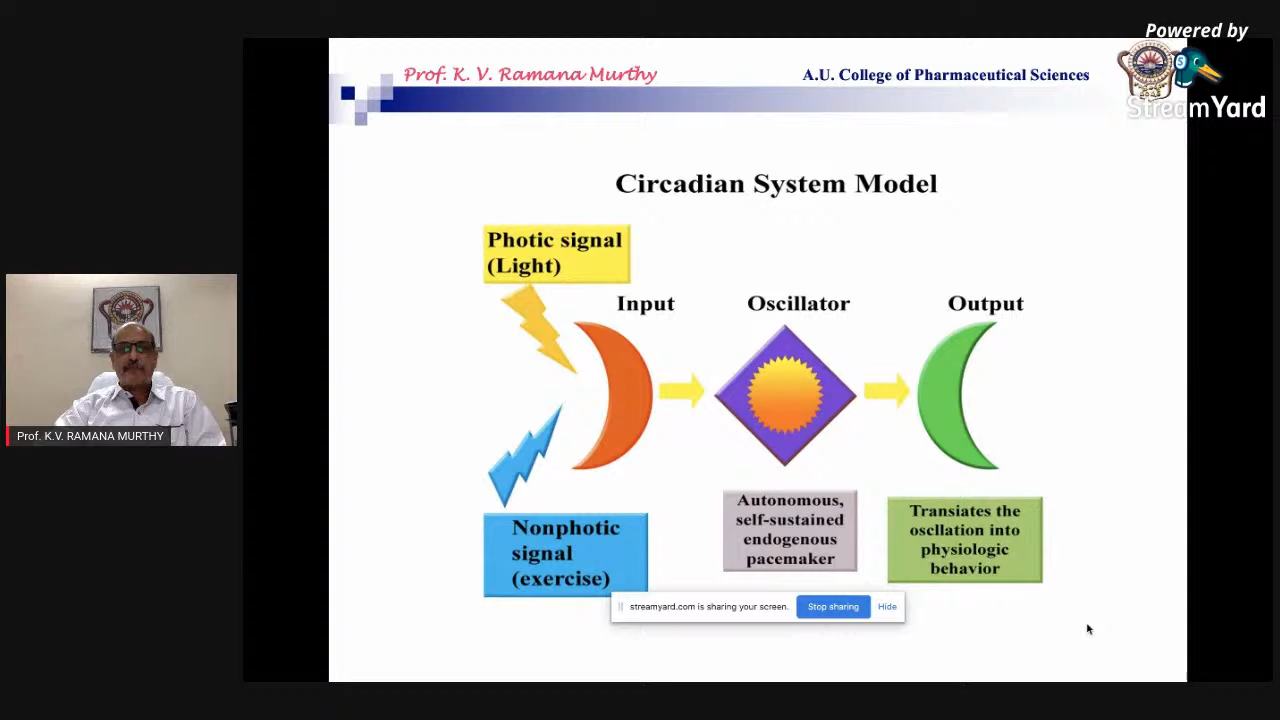 Powered by
StreamYard
Prof. K. V. Ramana Murthy
A.U. College of Pharmaceutical Sciences
Circadian System Model
Photic signal
(Light)
Input
Oscillator
Output
Autonomous,
self-sustained
endogenous
pacemaker
Transiates the
oscllation into
physiologic
behavior
Nonphotic
signal
(exercise)
streamyard.com is sharing your screen.
Stop sharing
Hide
Prof. K.V. RAMANA MURTHY